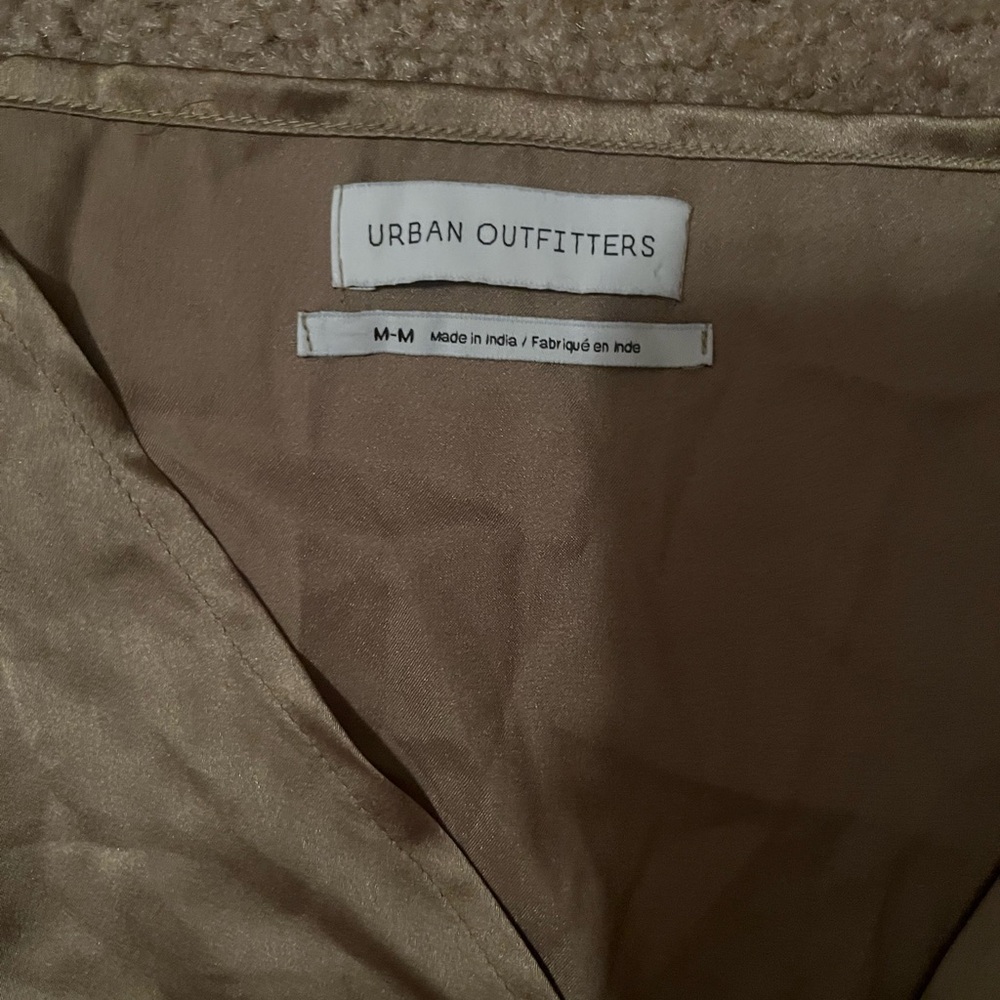 URBAN OUTFITTERS
M-M Made in India / Fabriqué en Inde